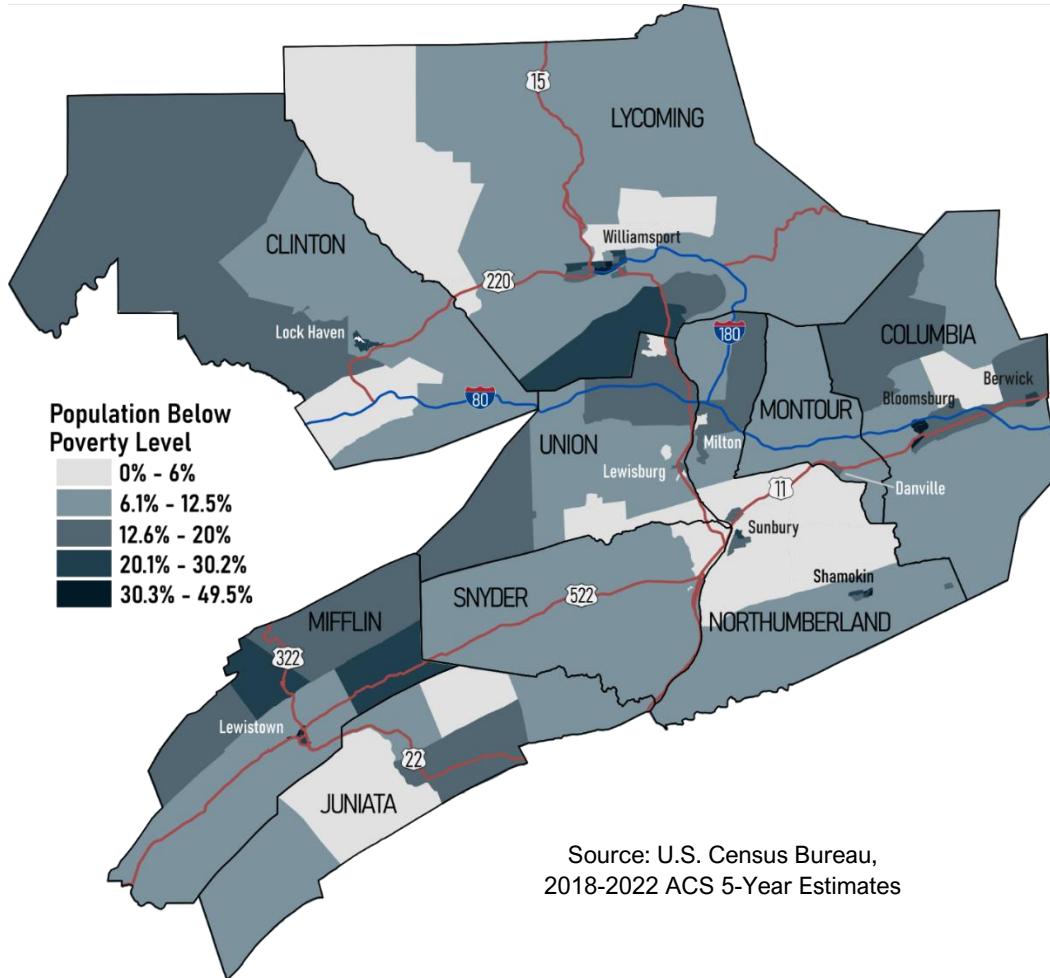 15
LYCOMING
Williamsport
CLINTON
220
Lock Haven
180
COLUMBIA
Berwick
80
Bloomsburg
MONTOUR
Population Below
Poverty Level
0% - 6%
6.1% - 12.5%
12.6% - 20%
20.1% - 30.2%
30.3% - 49.5%
UNION
Milton
Lewisburg
11
Danville
Sunbury
Shamokin
SNYDER
522
NORTHUMBERLAND
MIFFLIN
322
Lewistown
22
JUNIATA
Source: U.S. Census Bureau,
2018-2022 ACS 5-Year Estimates